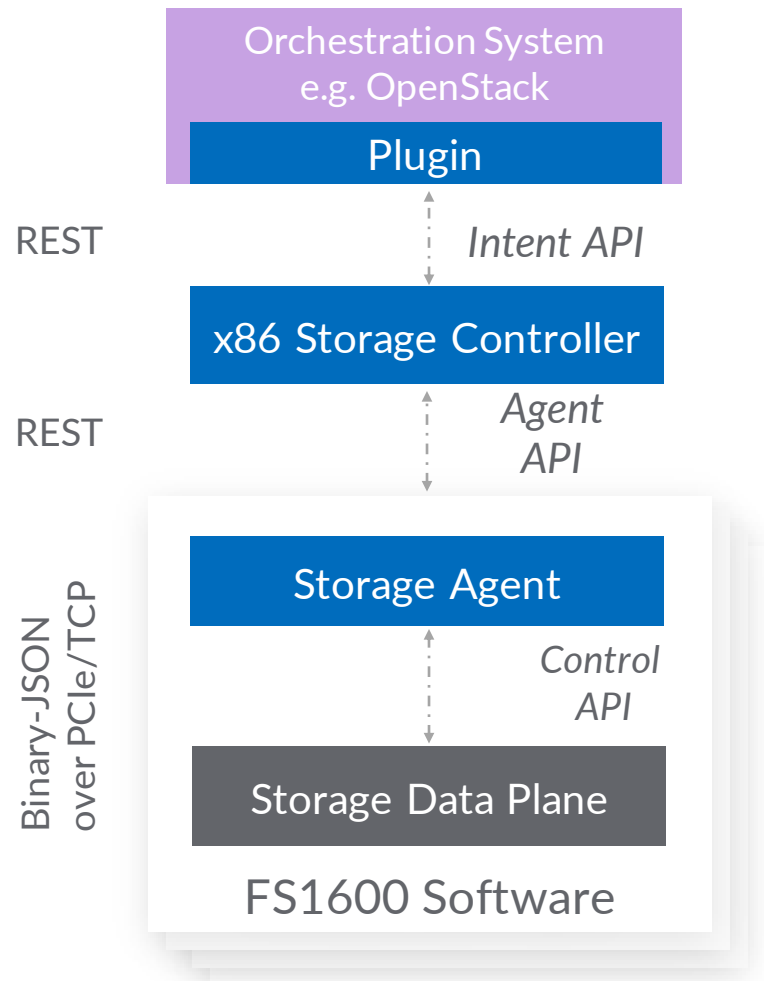 Orchestration System
e.g. OpenStack
Plugin
REST
Intent API
x86 Storage Controller
REST
Agent
API
Storage Agent
Binary-JSON
over PCIe/TCP
Control
API
Storage Data Plane
FS1600 Software